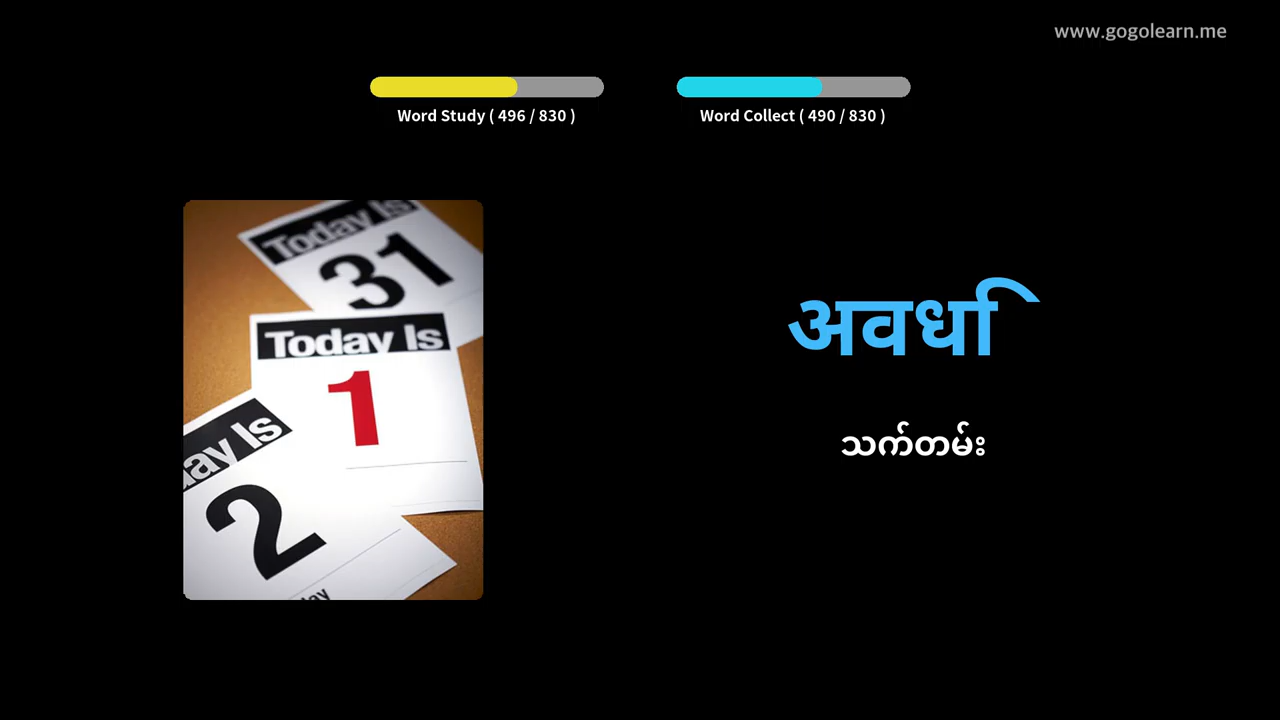 www.gogolearn.me
Word Study ( 496 / 830 )
Word Collect ( 490 / 830 )
Today Is
31
Today Is
1
ay Is
2
day
अवधि
သက်တမ်း